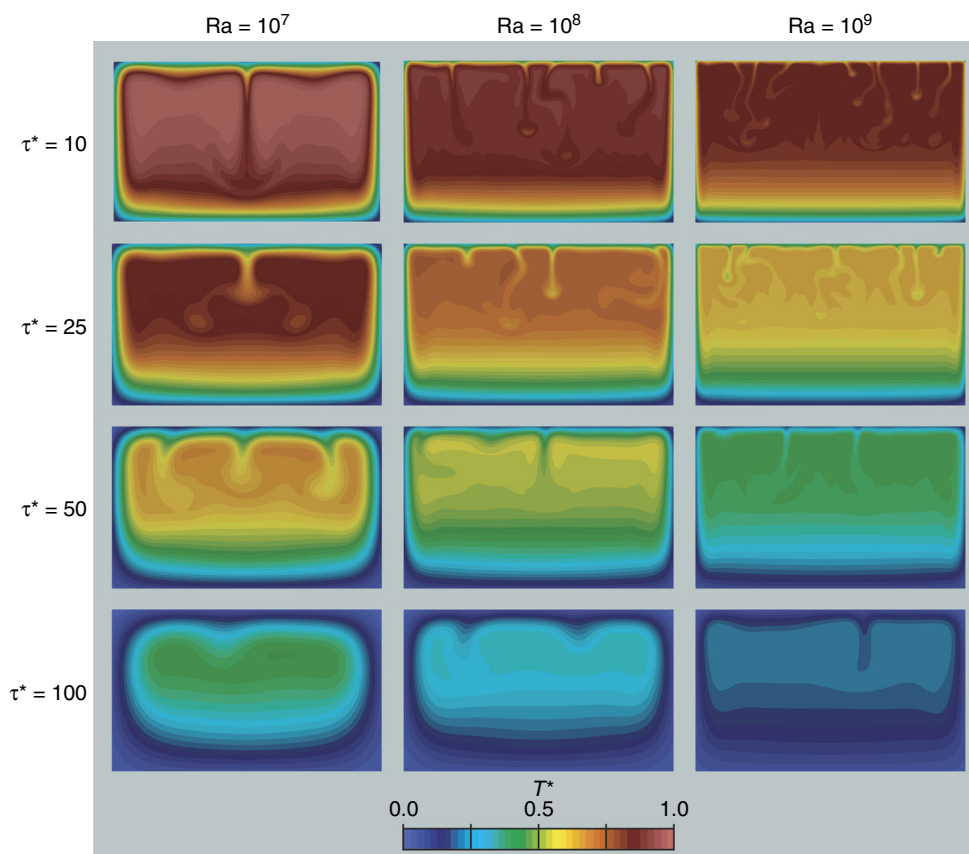 Ra = 10⁷ Ra = 10⁸ Ra = 10⁹
τ* = 10
τ* = 25
τ* = 50
τ* = 100
T*
0.0 0.5 1.0